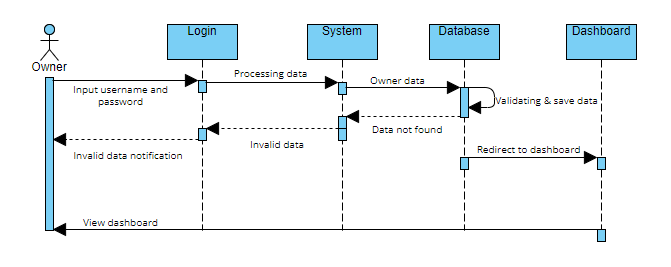 Login
System
Database
Dashboard
Owner
Processing data
Owner data
Input username and
password
Validating & save data
Data not found
Invalid data
Invalid data notification
Redirect to dashboard
View dashboard